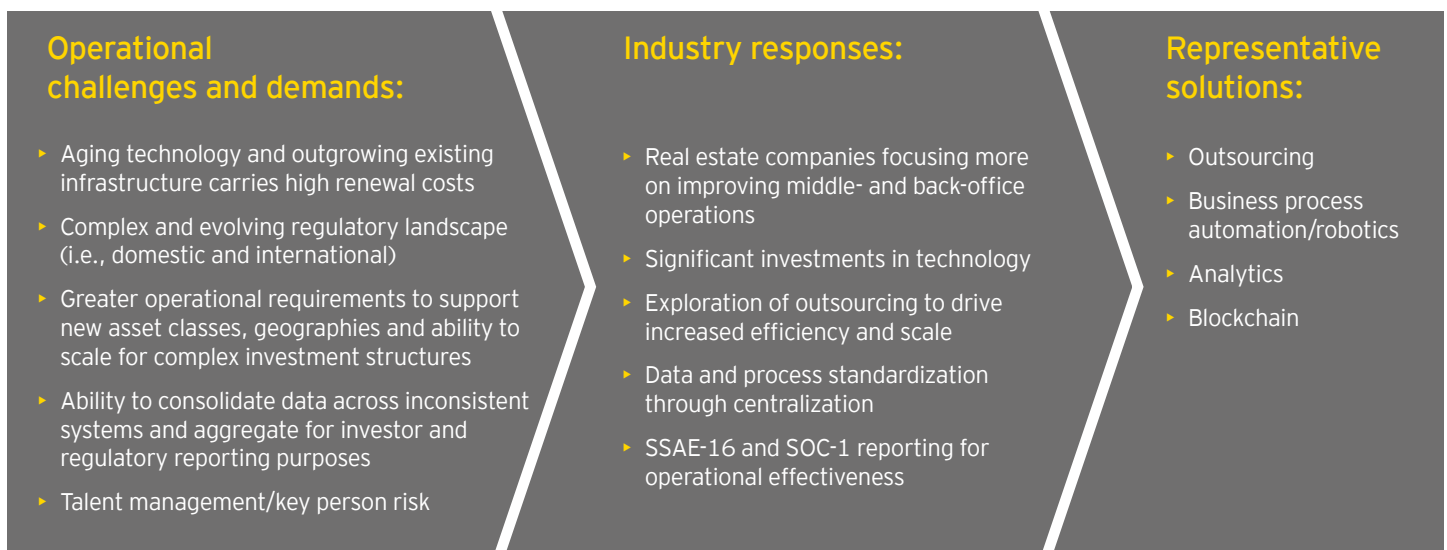 Operational
challenges and demands:
‣ Aging technology and outgrowing existing
infrastructure carries high renewal costs
‣ Complex and evolving regulatory landscape
(i.e., domestic and international)
‣ Greater operational requirements to support
new asset classes, geographies and ability to
scale for complex investment structures
‣ Ability to consolidate data across inconsistent
systems and aggregate for investor and
regulatory reporting purposes
‣ Talent management/key person risk
Industry responses:
‣ Real estate companies focusing more
on improving middle- and back-office
operations
‣ Significant investments in technology
‣ Exploration of outsourcing to drive
increased efficiency and scale
‣ Data and process standardization
through centralization
‣ SSAE-16 and SOC-1 reporting for
operational effectiveness
Representative
solutions:
‣ Outsourcing
‣ Business process
automation/robotics
‣ Analytics
‣ Blockchain